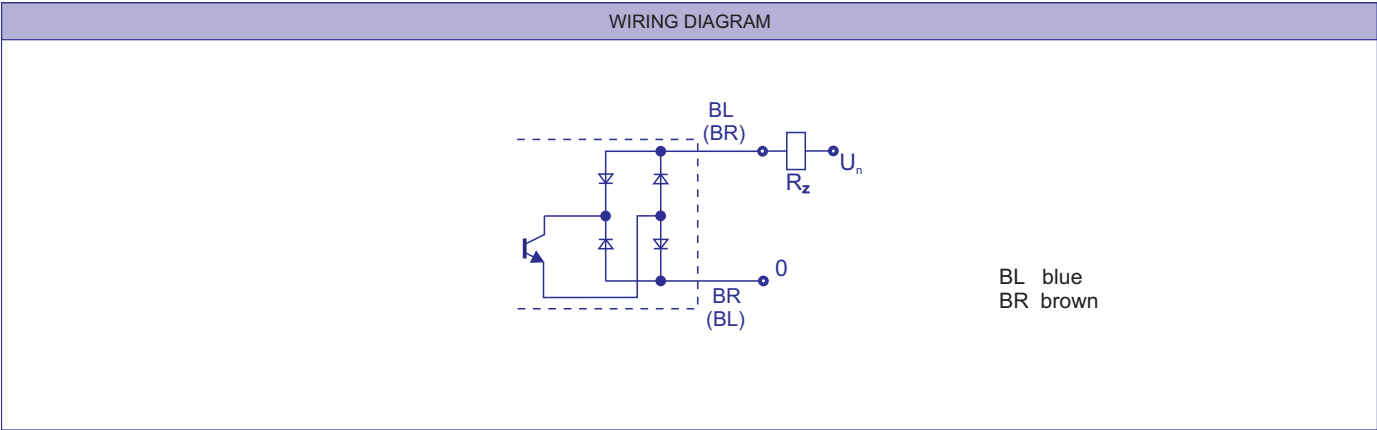 WIRING DIAGRAM
BL
(BR)
Un
Rz
0
BR
(BL)
BL blue
BR brown